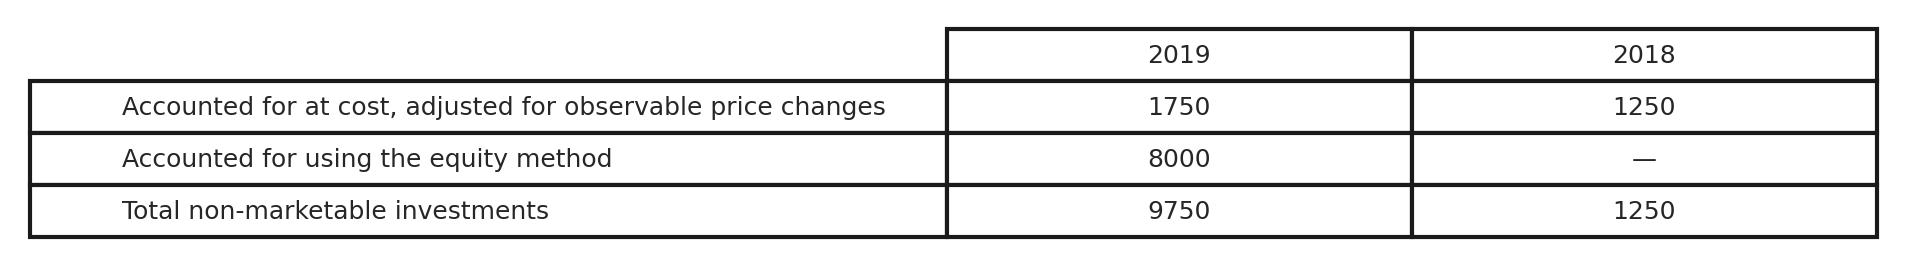 2019 2018
Accounted for at cost, adjusted for observable price changes 1750 1250
Accounted for using the equity method 8000 —
Total non-marketable investments 9750 1250